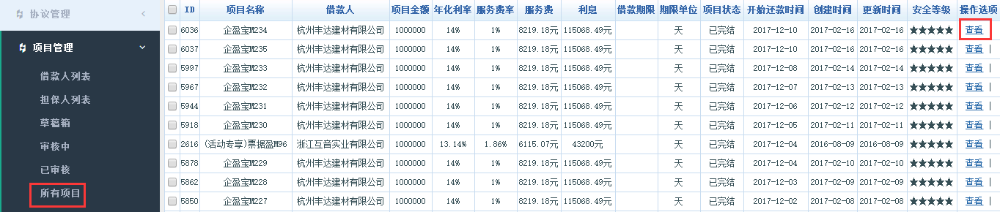 协议管理
项目管理
借款人列表
担保人列表
草稿箱
审核中
已审核
所有项目
ID 项目名称 借款人 项目金额 年化利率 服务费率 服务费 利息 借款期限 期限单位 项目状态 开始还款时间 创建时间 更新时间 安全等级 操作选项
6036 企盈宝M234 杭州丰达建材有限公司 1000000 14% 1% 8219.18元 115068.49元 天 已完结 2017-12-10 2017-02-16 2017-02-16 ★★★★★ 查看
6037 企盈宝M235 杭州丰达建材有限公司 1000000 14% 1% 8219.18元 115068.49元 天 已完结 2017-12-10 2017-02-16 2017-02-16 ★★★★★ 查看 |
5997 企盈宝M233 杭州丰达建材有限公司 1000000 14% 1% 8219.18元 115068.49元 天 已完结 2017-12-08 2017-02-14 2017-02-14 ★★★★★ 查看 |
5967 企盈宝M232 杭州丰达建材有限公司 1000000 14% 1% 8219.18元 115068.49元 天 已完结 2017-12-07 2017-02-13 2017-02-13 ★★★★★ 查看 |
5944 企盈宝M231 杭州丰达建材有限公司 1000000 14% 1% 8219.18元 115068.49元 天 已完结 2017-12-06 2017-02-12 2017-02-12 ★★★★★ 查看 |
5918 企盈宝M230 杭州丰达建材有限公司 1000000 14% 1% 8219.18元 115068.49元 天 已完结 2017-12-05 2017-02-11 2017-02-11 ★★★★★ 查看 |
2616 (活动专享)票据盈M96 浙江互音实业有限公司 1000000 13.14% 1.86% 6115.07元 43200元 天 已完结 2017-12-04 2016-08-09 2016-08-09 ★★★★★ 查看 |
5878 企盈宝M229 杭州丰达建材有限公司 1000000 14% 1% 8219.18元 115068.49元 天 已完结 2017-12-04 2017-02-10 2017-02-10 ★★★★★ 查看 |
5862 企盈宝M228 杭州丰达建材有限公司 1000000 14% 1% 8219.18元 115068.49元 天 已完结 2017-12-03 2017-02-09 2017-02-09 ★★★★★ 查看 |
5850 企盈宝M227 杭州丰达建材有限公司 1000000 14% 1% 8219.18元 115068.49元 天 已完结 2017-12-02 2017-02-08 2017-02-08 ★★★★★ 查看 |